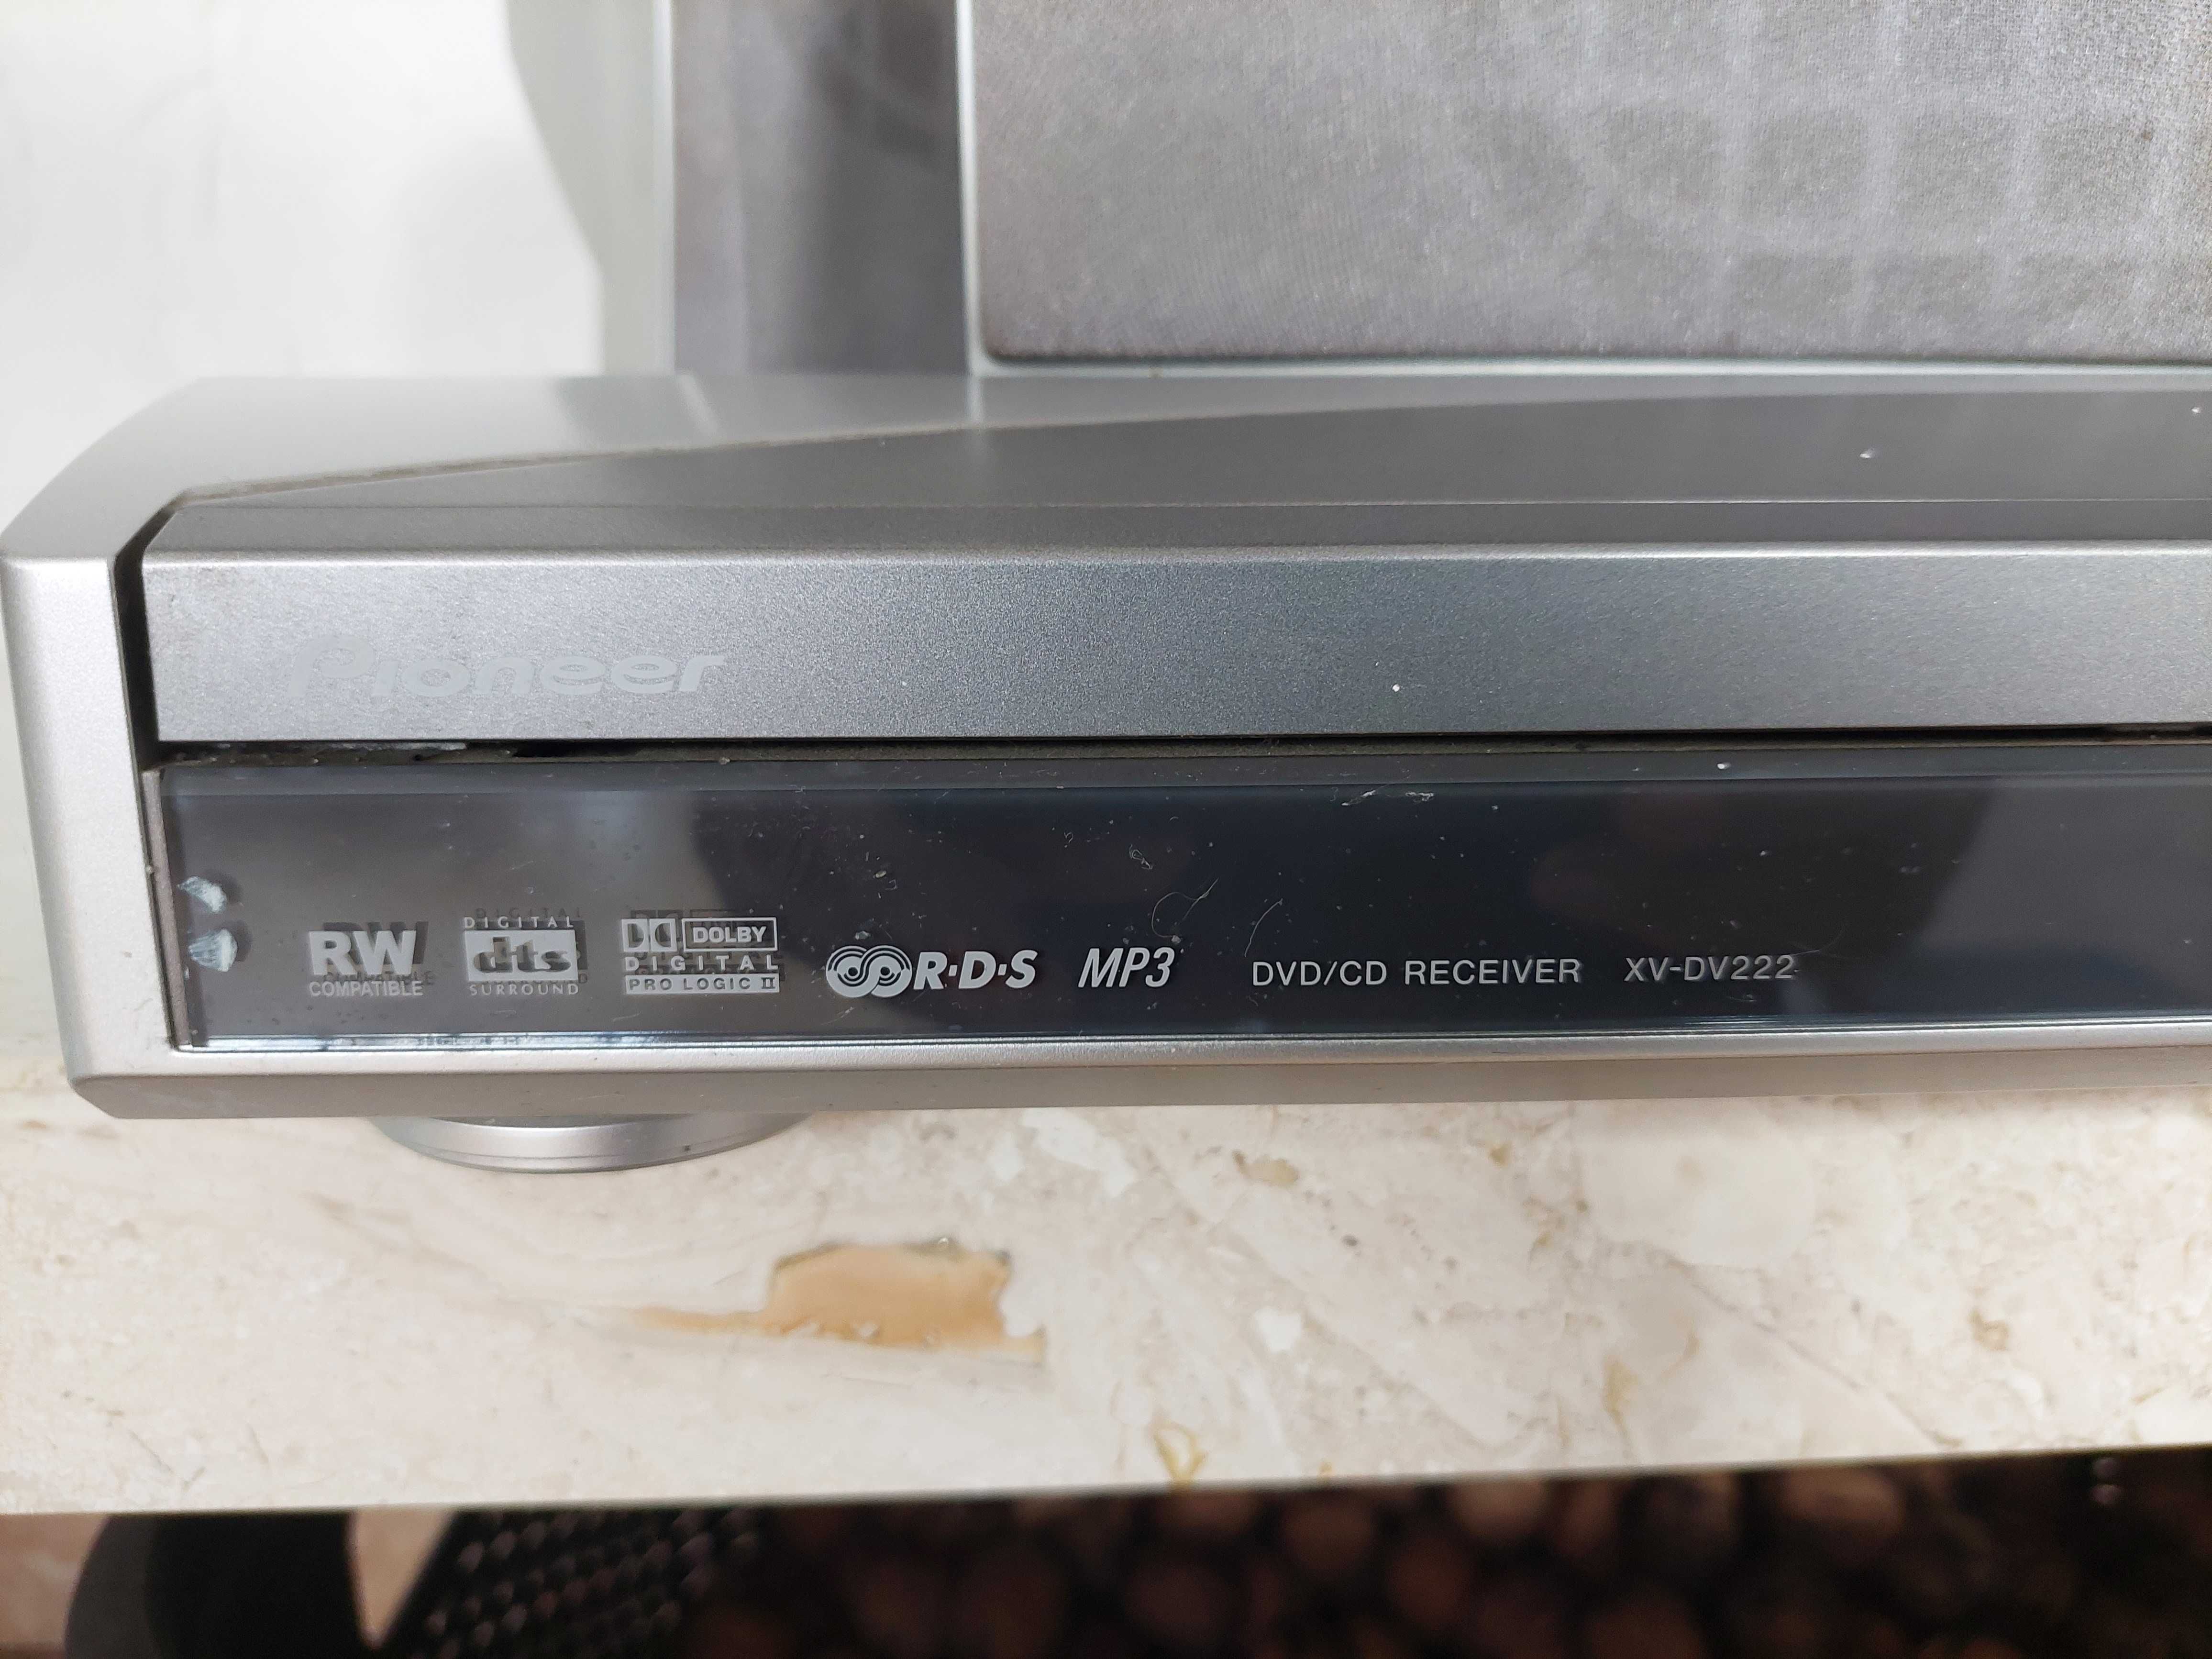 Pioneer
RW
COMPATIBLE
DIGITAL
dts
SURROUND
DOLBY
DIGITAL
PRO LOGIC II
R·D·S
MP3
DVD/CD RECEIVER XV-DV222